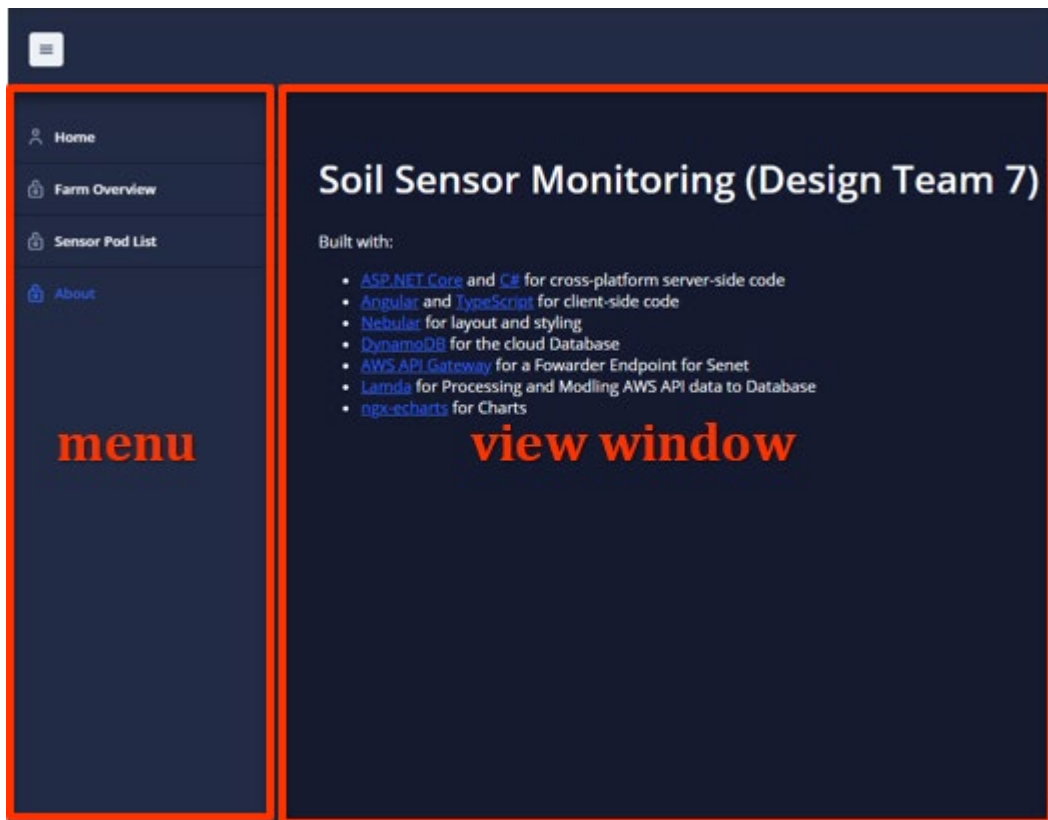 Home
Farm Overview
Sensor Pod List
About
menu
Soil Sensor Monitoring (Design Team 7)
Built with:
• ASP.NET Core and C# for cross-platform server-side code
• Angular and TypeScript for client-side code
• Nebular for layout and styling
• DynamoDB for the cloud Database
• AWS API Gateway for a Fowarder Endpoint for Senet
• Lamda for Processing and Modling AWS API data to Database
• ngx-echarts for Charts
view window